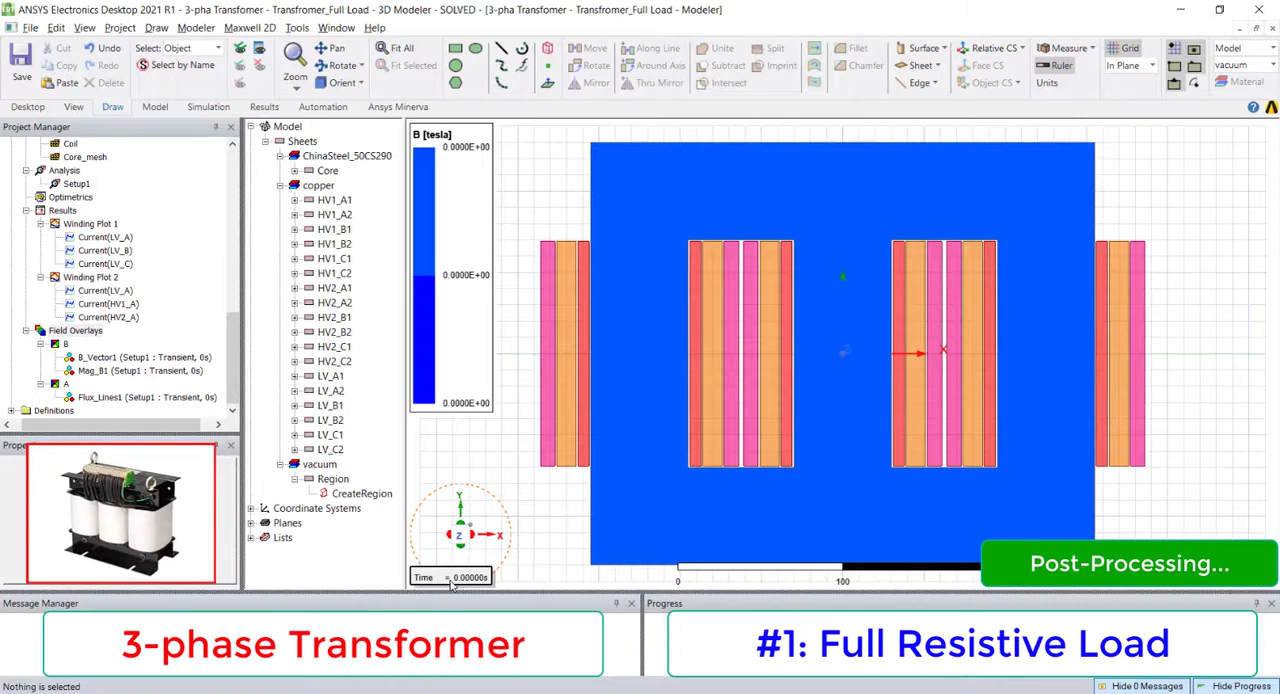 ANSYS Electronics Desktop 2021 R1 - 3-pha Transfomer - Transfromer_Full Load - 3D Modeler - SOLVED - [3-pha Transfomer - Transfromer_Full Load - Modeler]
File Edit View Project Draw Modeler Maxwell 2D Tools Window Help
Save
Cut
Copy
Paste
Undo
Redo
Delete
Select: Object
Select by Name
Zoom
Pan
Rotate
Orient
Fit All
Fit Selected
Move
Rotate
Mirror
Along Line
Around Axis
Thru Mirror
Unite
Subtract
Intersect
Split
Imprint
Fillet
Chamfer
Surface
Sheet
Edge
Relative CS
Face CS
Object CS
Measure
Ruler
Units
Grid
In Plane
Model
vacuum
Material
Desktop View Draw Model Simulation Results Automation Ansys Minerva
Project Manager
Coil
Core_mesh
Analysis
Setup1
Optimetrics
Results
Winding Plot 1
Current(LV_A)
Current(LV_B)
Current(LV_C)
Winding Plot 2
Current(LV_A)
Current(HV1_A)
Current(HV2_A)
Field Overlays
B
B_Vector1 (Setup1 : Transient, 0s)
Mag_B1 (Setup1 : Transient, 0s)
A
Flux_Lines1 (Setup1 : Transient, 0s)
Definitions
Prope
Model
Sheets
ChinaSteel_50CS290
Core
copper
HV1_A1
HV1_A2
HV1_B1
HV1_B2
HV1_C1
HV1_C2
HV2_A1
HV2_A2
HV2_B1
HV2_B2
HV2_C1
HV2_C2
LV_A1
LV_A2
LV_B1
LV_B2
LV_C1
LV_C2
vacuum
Region
CreateRegion
Coordinate Systems
Planes
Lists
B [tesla]
0.0000E+00
0.0000E+00
0.0000E+00
X
Y
Z
X
Time = 0.00000s
0
100
Post-Processing...
Message Manager
Progress
3-phase Transformer
#1: Full Resistive Load
Nothing is selected
Hide 0 Messages
Hide Progress